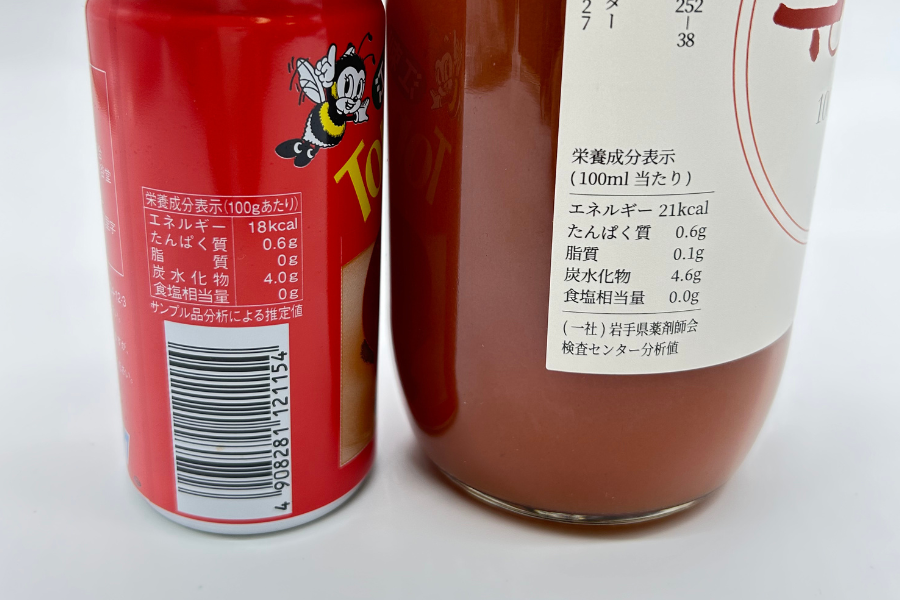 To
栄養成分表示(100gあたり)
エネルギー 18kcal
たんぱく質 0.6g
脂質 0g
炭水化物 4.0g
食塩相当量 0g
サンプル品分析による推定値
4 908281 121154
27
ター
252-38
栄養成分表示
(100ml 当たり)
エネルギー 21kcal
たんぱく質 0.6g
脂質 0.1g
炭水化物 4.6g
食塩相当量 0.0g
(一社)岩手県薬剤師会
検査センター分析値